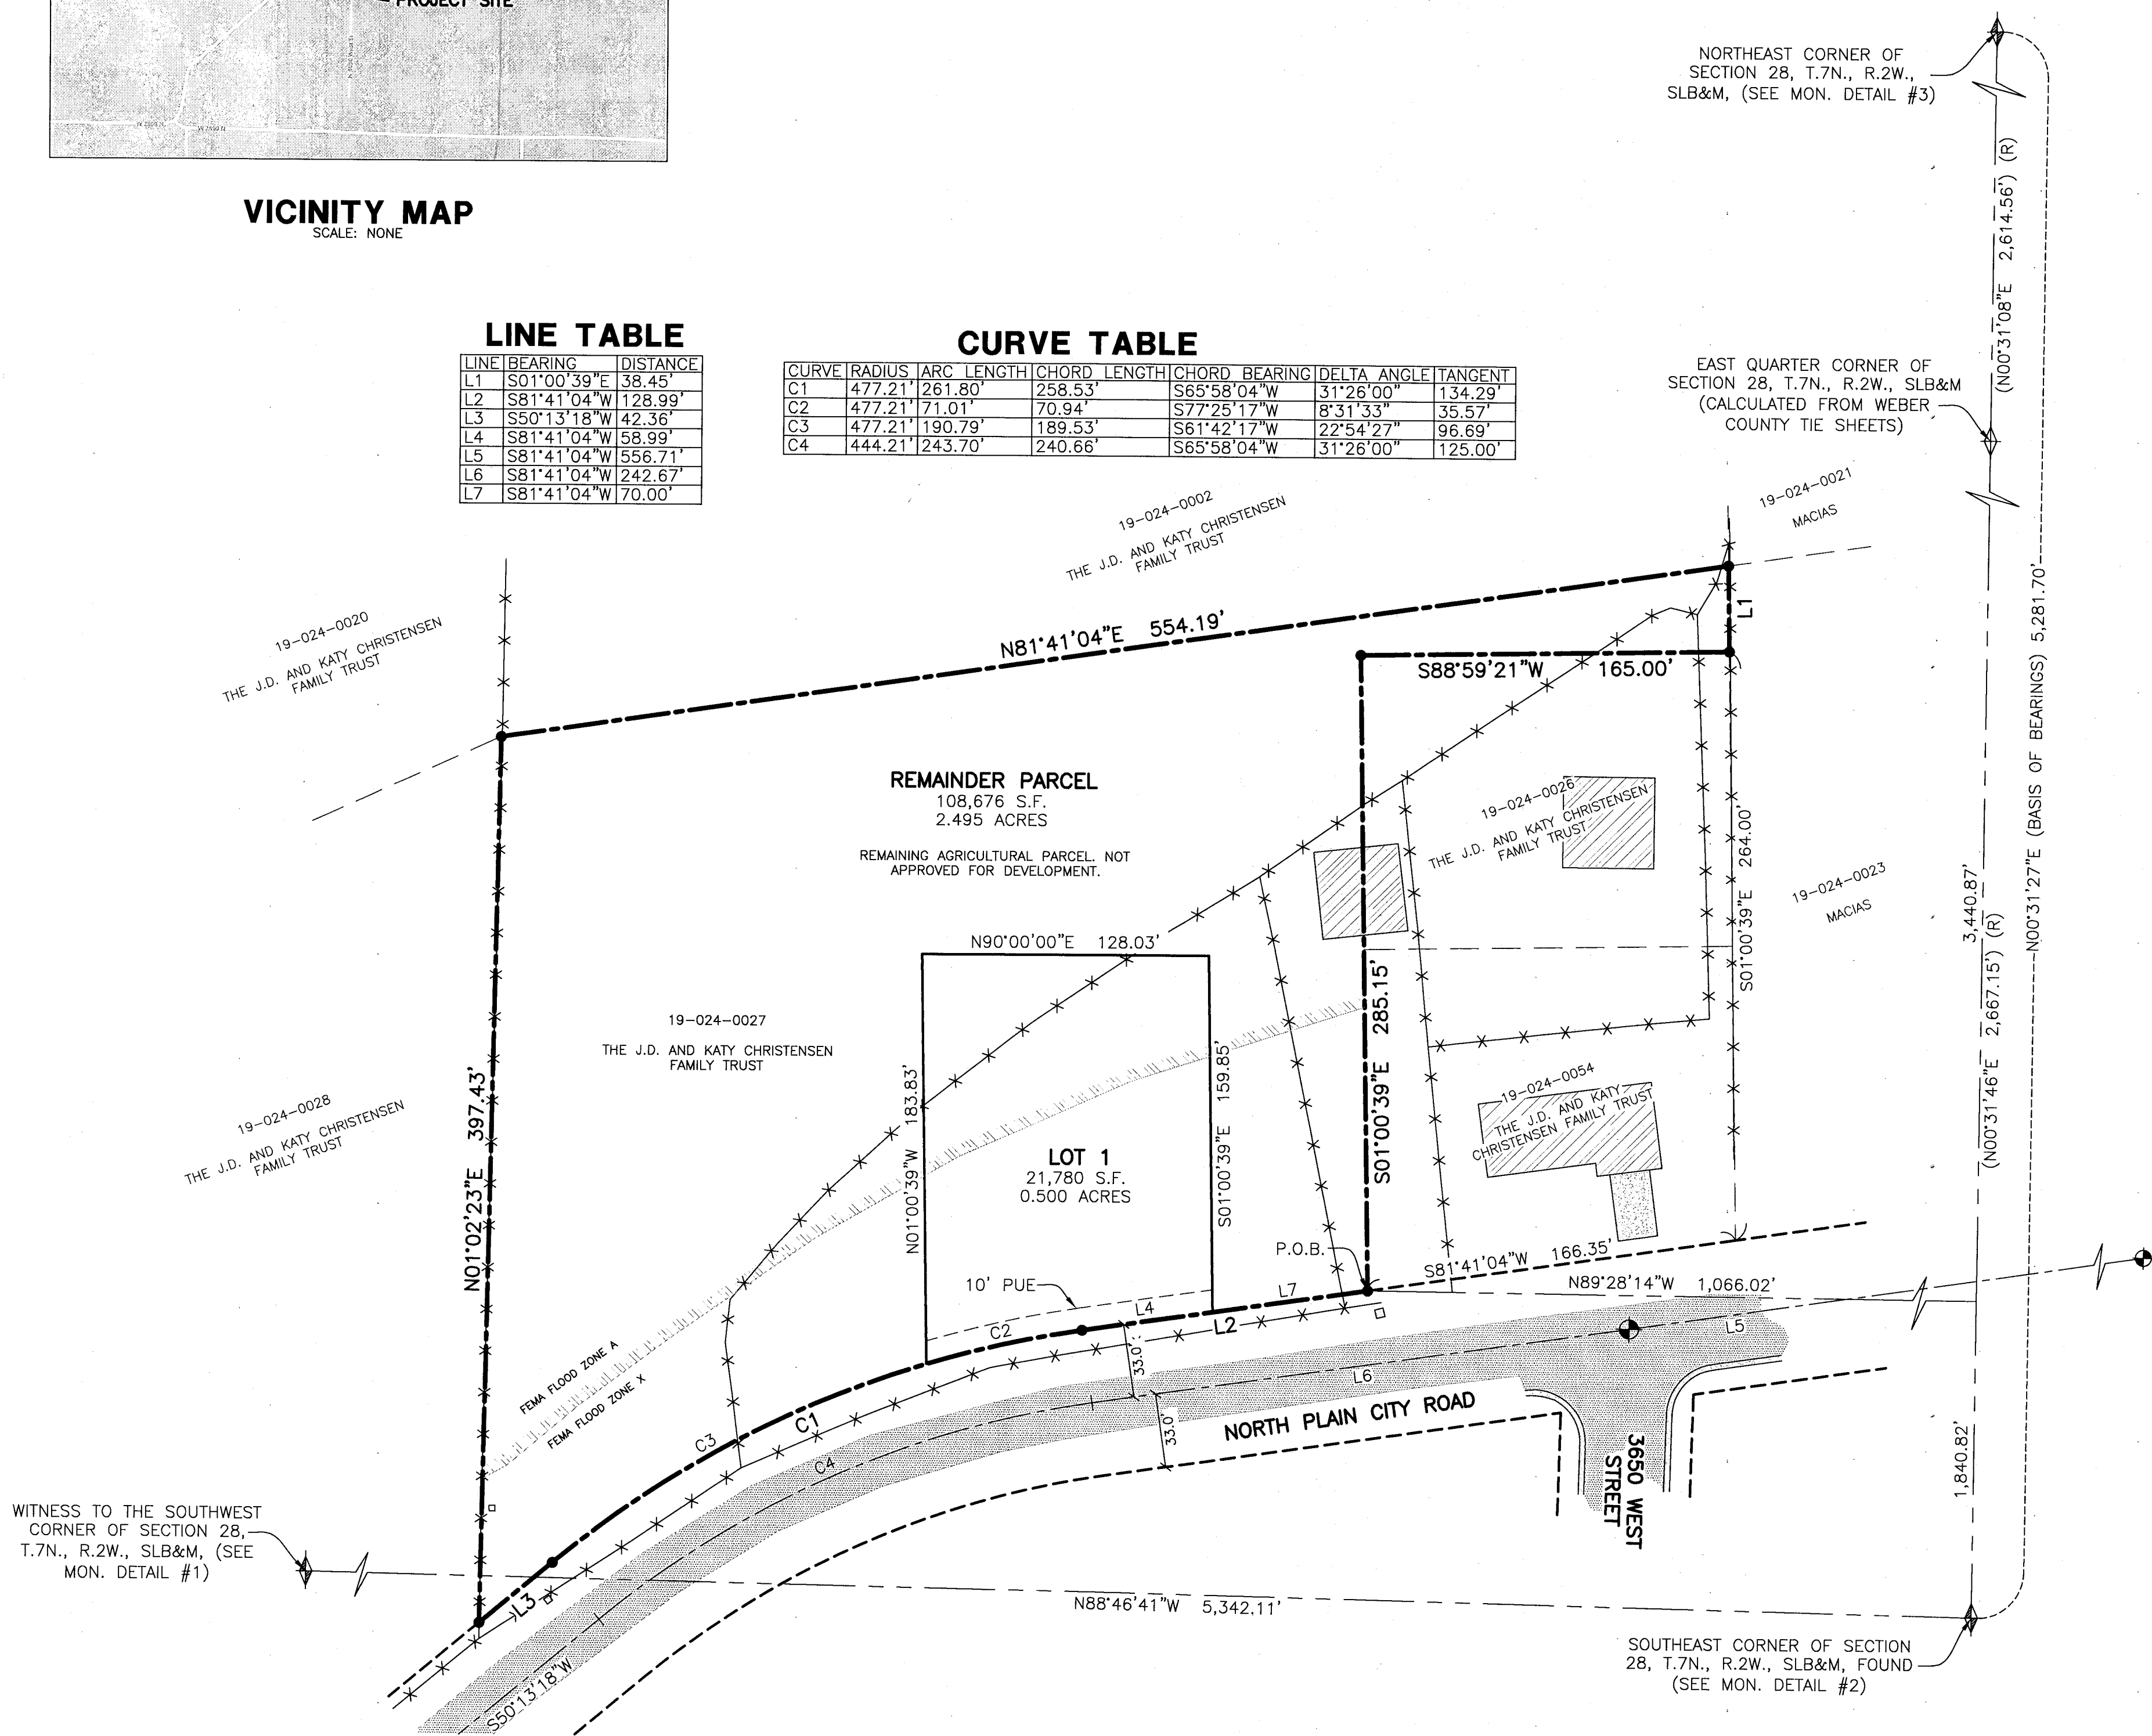 PROJECT SITE
W 2650 N
VICINITY MAP
SCALE: NONE
NORTHEAST CORNER OF
SECTION 28, T.7N., R.2W.,
SLB&M, (SEE MON. DETAIL #3)
(N00°31'08"E 2,614.56') (R)
LINE TABLE
LINE BEARING DISTANCE
L1 S01°00'39"E 38.45'
L2 S81°41'04"W 128.99'
L3 S50°13'18"W 42.36'
L4 S81°41'04"W 58.99'
L5 S81°41'04"W 556.71'
L6 S81°41'04"W 242.67'
L7 S81°41'04"W 70.00'
CURVE TABLE
CURVE RADIUS ARC LENGTH CHORD LENGTH CHORD BEARING DELTA ANGLE TANGENT
C1 477.21' 261.80' 258.53' S65°58'04"W 31°26'00" 134.29'
C2 477.21' 71.01' 70.94' S77°25'17"W 8°31'33" 35.57'
C3 477.21' 190.79' 189.53' S61°42'17"W 22°54'27" 96.69'
C4 444.21' 243.70' 240.66' S65°58'04"W 31°26'00" 125.00'
EAST QUARTER CORNER OF
SECTION 28, T.7N., R.2W., SLB&M
(CALCULATED FROM WEBER
COUNTY TIE SHEETS)
19-024-0021
MACIAS
19-024-0002
THE J.D. AND KATY CHRISTENSEN
FAMILY TRUST
19-024-0020
THE J.D. AND KATY CHRISTENSEN
FAMILY TRUST
N81°41'04"E 554.19'
L1
S88°59'21"W 165.00'
N00°31'27"E (BASIS OF BEARINGS) 5,281.70'
REMAINDER PARCEL
108,676 S.F.
2.495 ACRES
REMAINING AGRICULTURAL PARCEL. NOT
APPROVED FOR DEVELOPMENT.
19-024-0026
THE J.D. AND KATY CHRISTENSEN
FAMILY TRUST
S01°00'39"E 264.00'
19-024-0023
MACIAS
3,440.87'
(N00°31'46"E 2,667.15') (R)
N90°00'00"E 128.03'
19-024-0027
THE J.D. AND KATY CHRISTENSEN
FAMILY TRUST
N01°02'23"E 397.43'
N01°00'39"W 183.83'
S01°00'39"E 159.85'
S01°00'39"E 285.15'
19-024-0028
THE J.D. AND KATY CHRISTENSEN
FAMILY TRUST
LOT 1
21,780 S.F.
0.500 ACRES
19-024-0054
THE J.D. AND KATY
CHRISTENSEN FAMILY TRUST
P.O.B.
S81°41'04"W 166.35'
N89°28'14"W 1,066.02'
10' PUE
L4
L7
C2
L2
L5
33.0'
FEMA FLOOD ZONE A
FEMA FLOOD ZONE X
L6
C1
C3
C4
33.0'
NORTH PLAIN CITY ROAD
3650 WEST
STREET
1,840.82'
WITNESS TO THE SOUTHWEST
CORNER OF SECTION 28,
T.7N., R.2W., SLB&M, (SEE
MON. DETAIL #1)
L3
N88°46'41"W 5,342.11'
S50°13'18"W
SOUTHEAST CORNER OF SECTION
28, T.7N., R.2W., SLB&M, FOUND
(SEE MON. DETAIL #2)